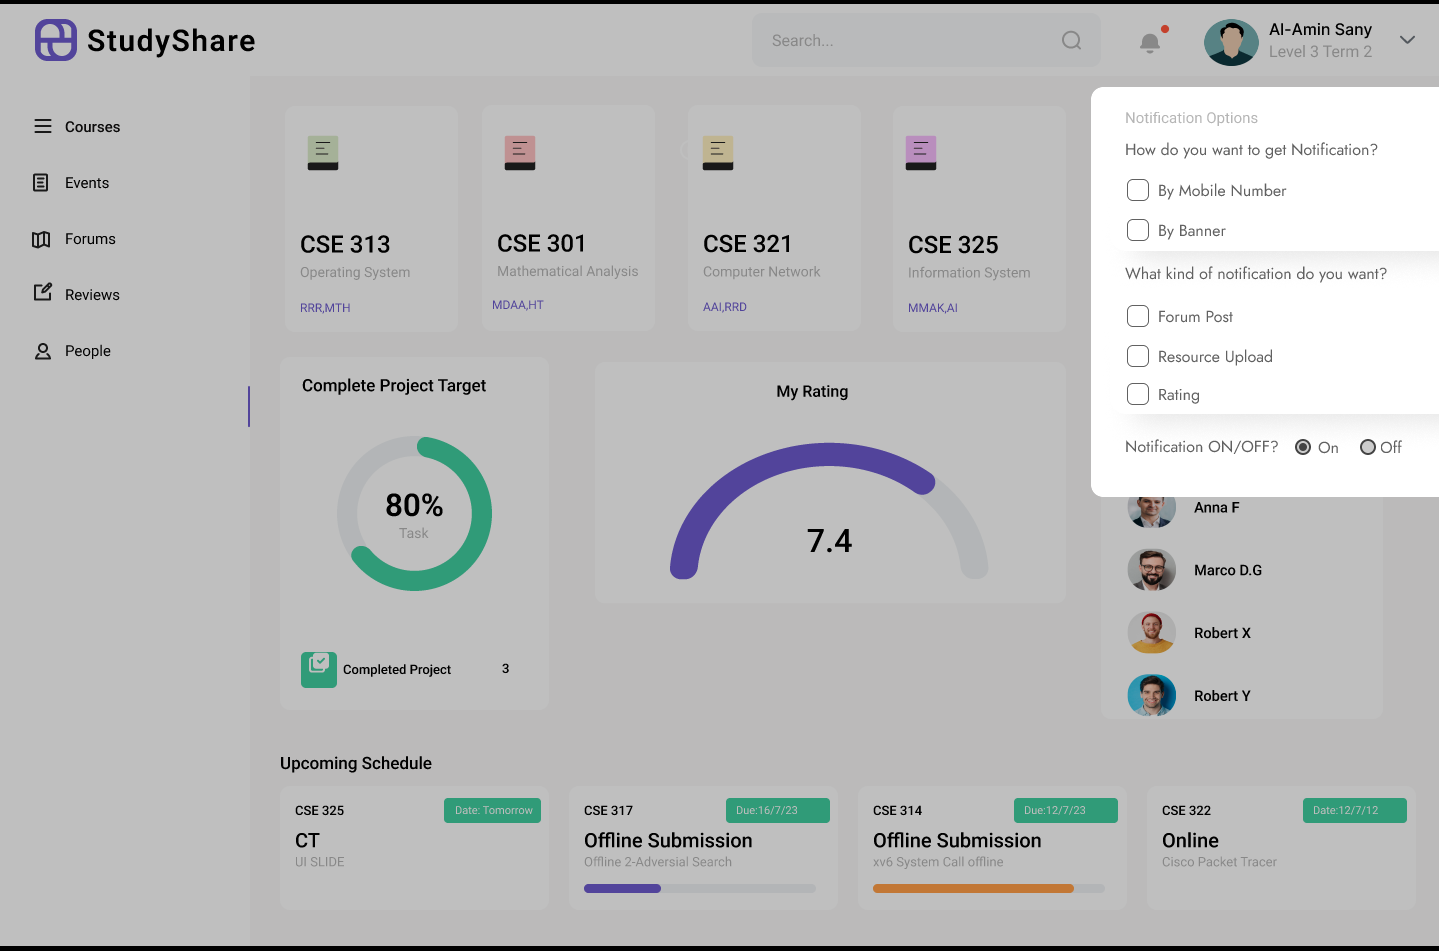 StudyShare
Search...
Al-Amin Sany
Level 3 Term 2
Courses
Events
Forums
Reviews
People
CSE 313
Operating System
RRR,MTH
CSE 301
Mathematical Analysis
MDAA,HT
CSE 321
Computer Network
AAI,RRD
CSE 325
Information System
MMAK,AI
Notification Options
How do you want to get Notification?
By Mobile Number
By Banner
What kind of notification do you want?
Forum Post
Resource Upload
Rating
Notification ON/OFF? On Off
Complete Project Target
80%
Task
Completed Project 3
My Rating
7.4
Anna F
Marco D.G
Robert X
Robert Y
Upcoming Schedule
CSE 325 Date: Tomorrow
CT
UI SLIDE
CSE 317 Due:16/7/23
Offline Submission
Offline 2-Adversial Search
CSE 314 Due:12/7/23
Offline Submission
xv6 System Call offline
CSE 322 Date:12/7/12
Online
Cisco Packet Tracer